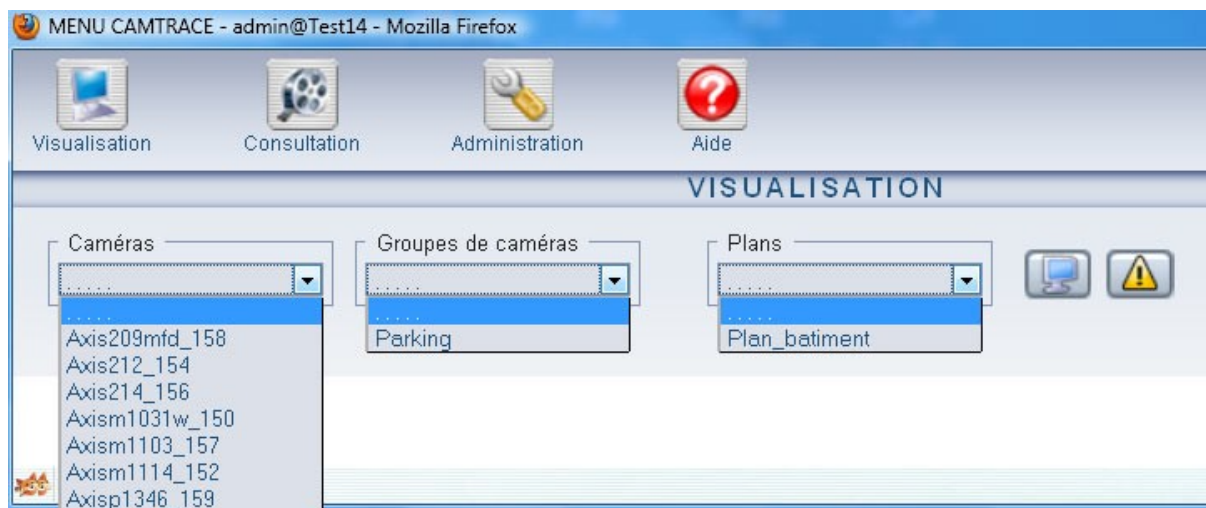 MENU CAMTRACE - admin@Test14 - Mozilla Firefox
Visualisation Consultation Administration Aide
VISUALISATION
Caméras Groupes de caméras Plans
. . . . . . . . . . . . . . .
. . . . . . . . . . . . . . .
Axis209mfd_158 Parking Plan_batiment
Axis212_154
Axis214_156
Axism1031w_150
Axism1103_157
Axism1114_152
Axisp1346_159